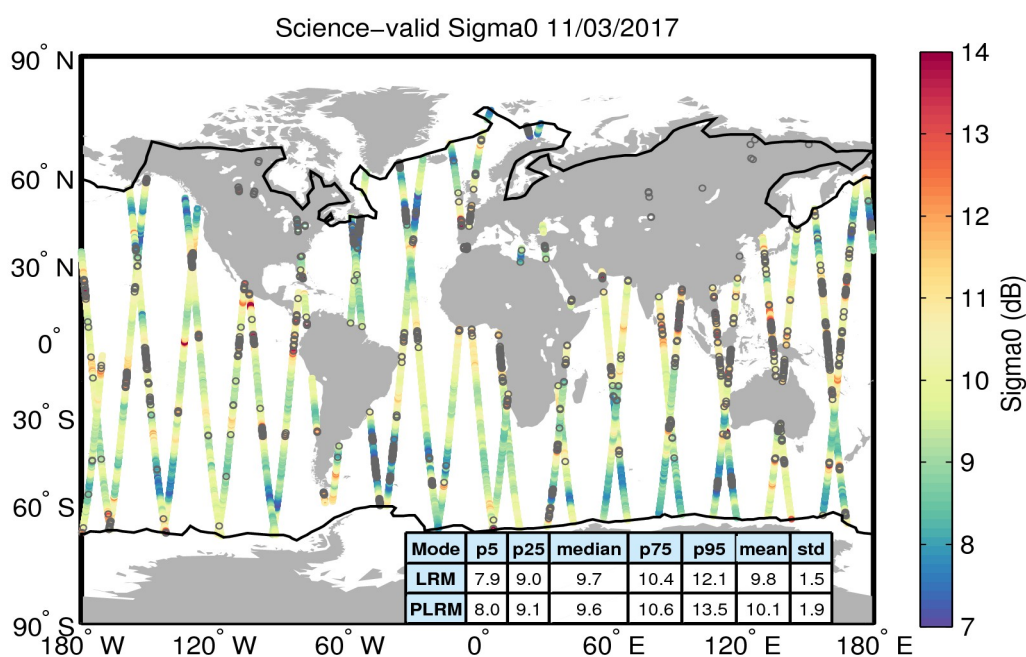 Science−valid Sigma0 11/03/2017
90° N
60° N
30° N
0°
30° S
60° S
90° S
180° W 120° W 60° W 0° 60° E 120° E 180° E
Mode p5 p25 median p75 p95 mean std
LRM 7.9 9.0 9.7 10.4 12.1 9.8 1.5
PLRM 8.0 9.1 9.6 10.6 13.5 10.1 1.9
14
13
12
11
10
9
8
7
Sigma0 (dB)